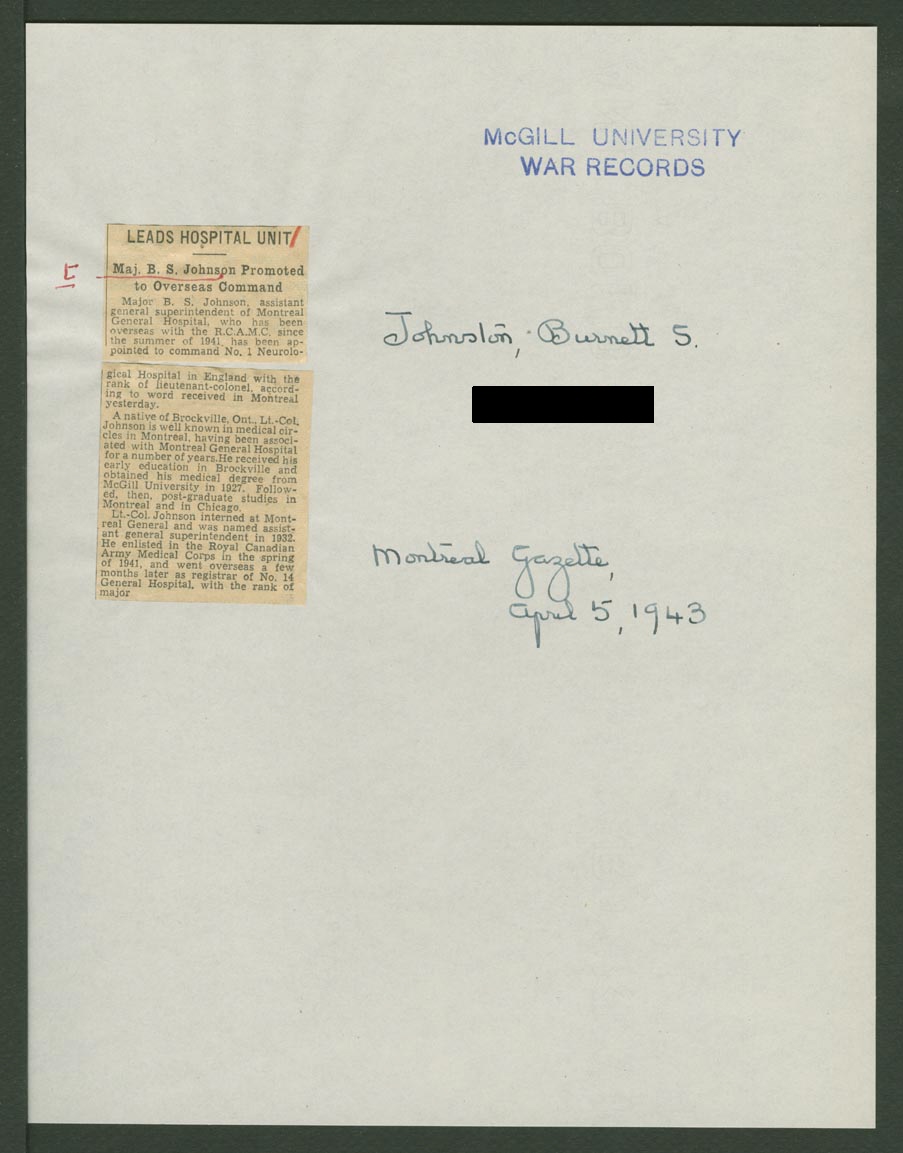 McGILL UNIVERSITY
WAR RECORDS
LEADS HOSPITAL UNIT
Maj. B. S. Johnson Promoted
to Overseas Command
Major B. S. Johnson, assistant
general superintendent of Montreal
General Hospital, who has been
overseas with the R.C.A.M.C. since
the summer of 1941, has been ap-
pointed to command No. 1 Neurolo-
gical Hospital in England with the
rank of lieutenant-colonel, accord-
ing to word received in Montreal
yesterday.
A native of Brockville, Ont., Lt.-Col.
Johnson is well known in medical cir-
cles in Montreal, having been associ-
ated with Montreal General Hospital
for a number of years.He received his
early education in Brockville and
obtained his medical degree from
McGill University in 1927. Follow-
ed, then, post-graduate studies in
Montreal and in Chicago.
Lt.-Col. Johnson interned at Mont-
real General and was named assist-
ant general superintendent in 1932.
He enlisted in the Royal Canadian
Army Medical Corps in the spring
of 1941, and went overseas a few
months later as registrar of No. 14
General Hospital, with the rank of
major
Johnston, Burnett S.
Montreal Gazette,
April 5, 1943